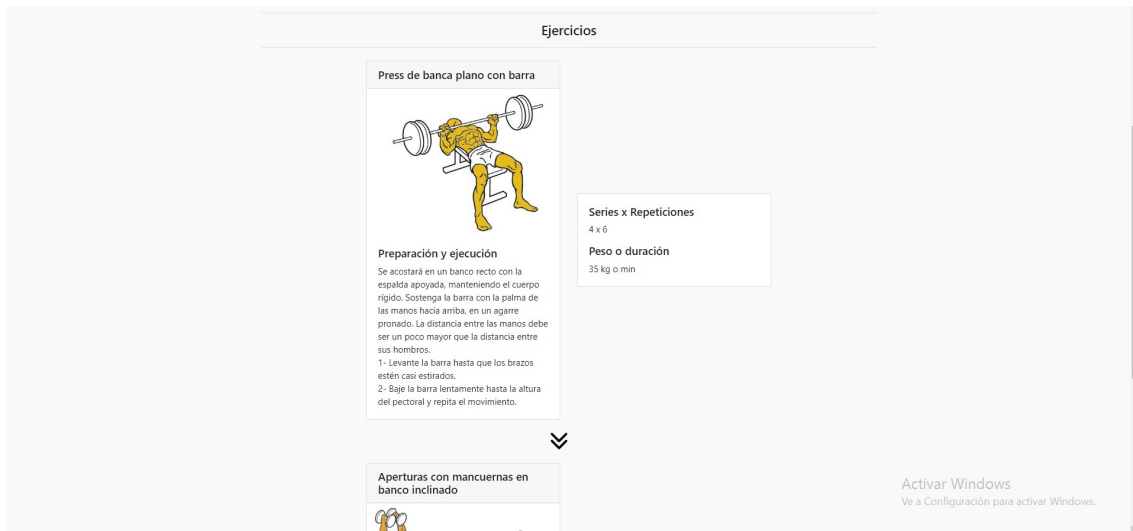 Ejercicios
Press de banca plano con barra
Preparación y ejecución
Se acostará en un banco recto con la
espalda apoyada, manteniendo el cuerpo
rígido. Sostenga la barra con la palma de
las manos hacia arriba, en un agarre
pronado. La distancia entre las manos debe
ser un poco mayor que la distancia entre
sus hombros.
1- Levante la barra hasta que los brazos
estén casi estirados.
2- Baje la barra lentamente hasta la altura
del pectoral y repita el movimiento.
Series x Repeticiones
4 x 6
Peso o duración
35 kg o min
Aperturas con mancuernas en
banco inclinado
Activar Windows
Ve a Configuración para activar Windows.